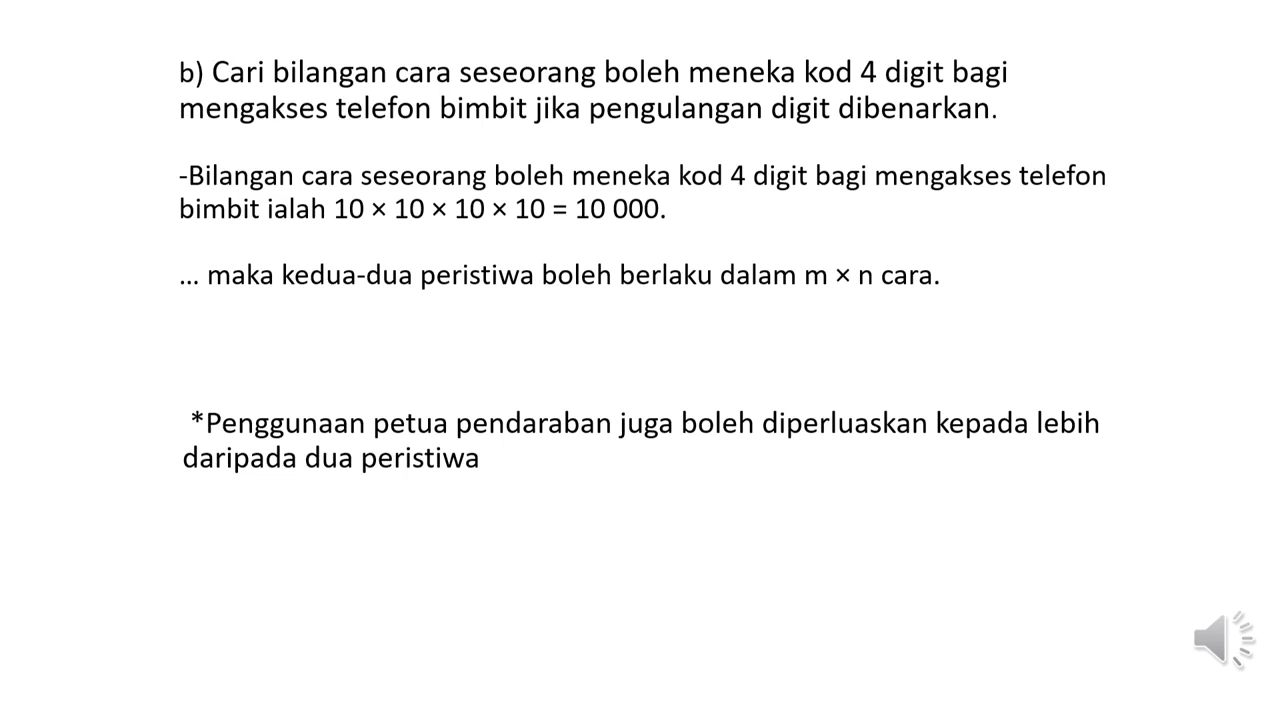 b) Cari bilangan cara seseorang boleh meneka kod 4 digit bagi
mengakses telefon bimbit jika pengulangan digit dibenarkan.
-Bilangan cara seseorang boleh meneka kod 4 digit bagi mengakses telefon
bimbit ialah 10 × 10 × 10 × 10 = 10 000.
... maka kedua-dua peristiwa boleh berlaku dalam m × n cara.
*Penggunaan petua pendaraban juga boleh diperluaskan kepada lebih
daripada dua peristiwa